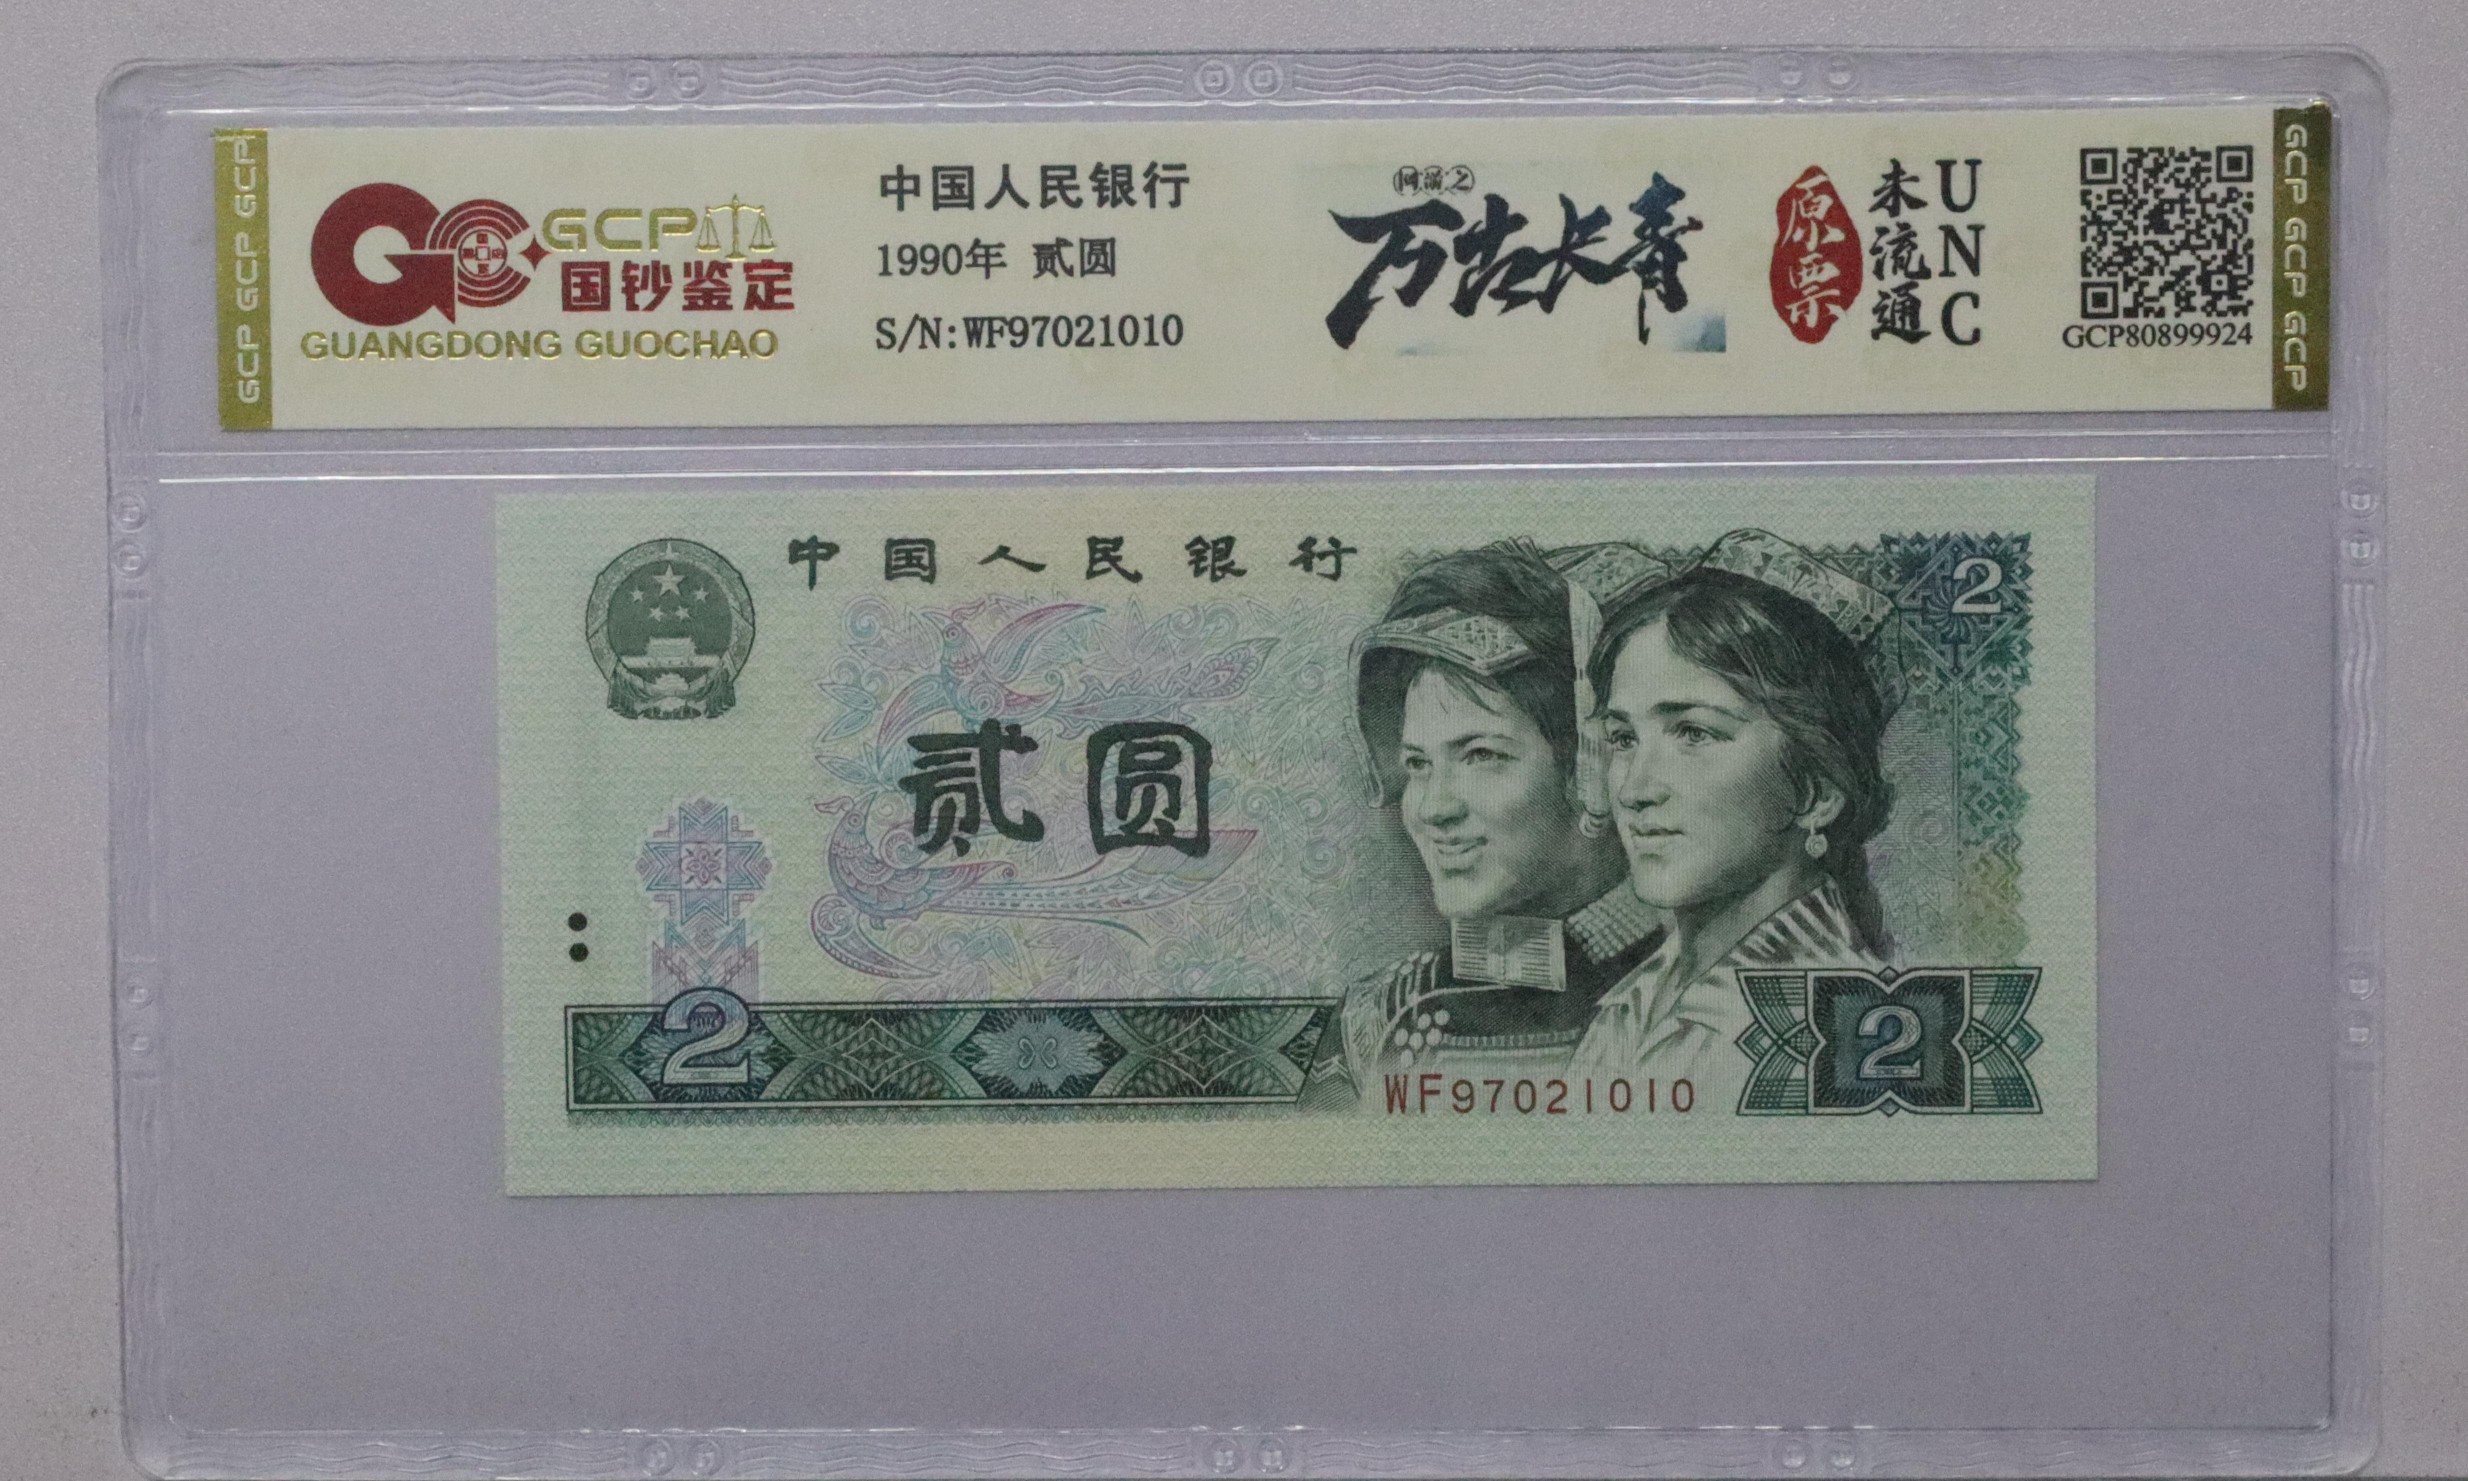 GCP GCP GCP
GCP
国钞鉴定
GUANGDONG GUOCHAO
中国人民银行
1990年 贰圆
S/N:WF97021010
万古长青
原票
未流通
UNC
GCP80899924
GCP GCP GCP
中国人民银行
2
贰圆
2
WF97021010
2